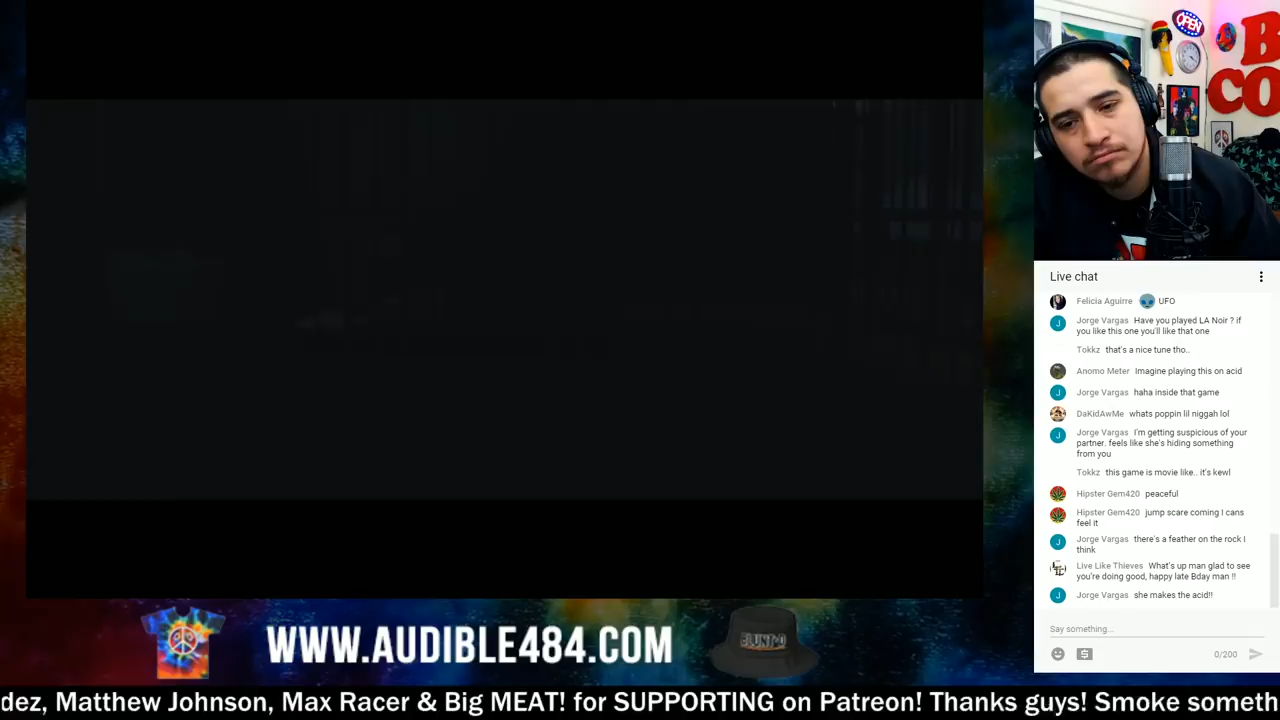 OPEN
B
CO
Live chat
Felicia Aguirre UFO
J Jorge Vargas Have you played LA Noir ? if
you like this one you'll like that one
Tokkz that's a nice tune tho..
Anomo Meter Imagine playing this on acid
J Jorge Vargas haha inside that game
DaKidAwMe whats poppin lil niggah lol
J Jorge Vargas I'm getting suspicious of your
partner. feels like she's hiding something
from you
Tokkz this game is movie like.. it's kewl
Hipster Gem420 peaceful
Hipster Gem420 jump scare coming I cans
feel it
J Jorge Vargas there's a feather on the rock I
think
Live Like Thieves What's up man glad to see
you're doing good, happy late Bday man !!
J Jorge Vargas she makes the acid!!
Say something...
0/200
WWW.AUDIBLE484.COM
dez, Matthew Johnson, Max Racer & Big MEAT! for SUPPORTING on Patreon! Thanks guys! Smoke someth